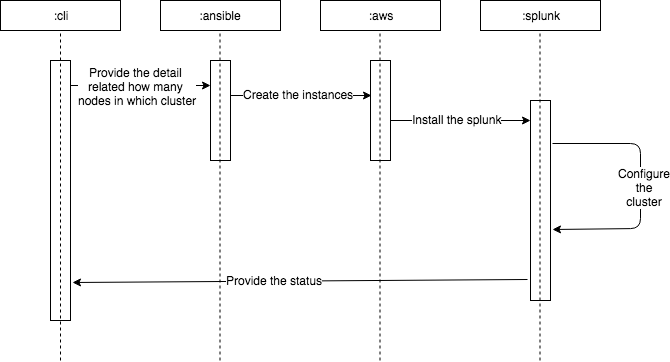 :cli
:ansible
:aws
:splunk
Provide the detail
related how many
nodes in which cluster
Create the instances
Install the splunk
Configure
the
cluster
Provide the status